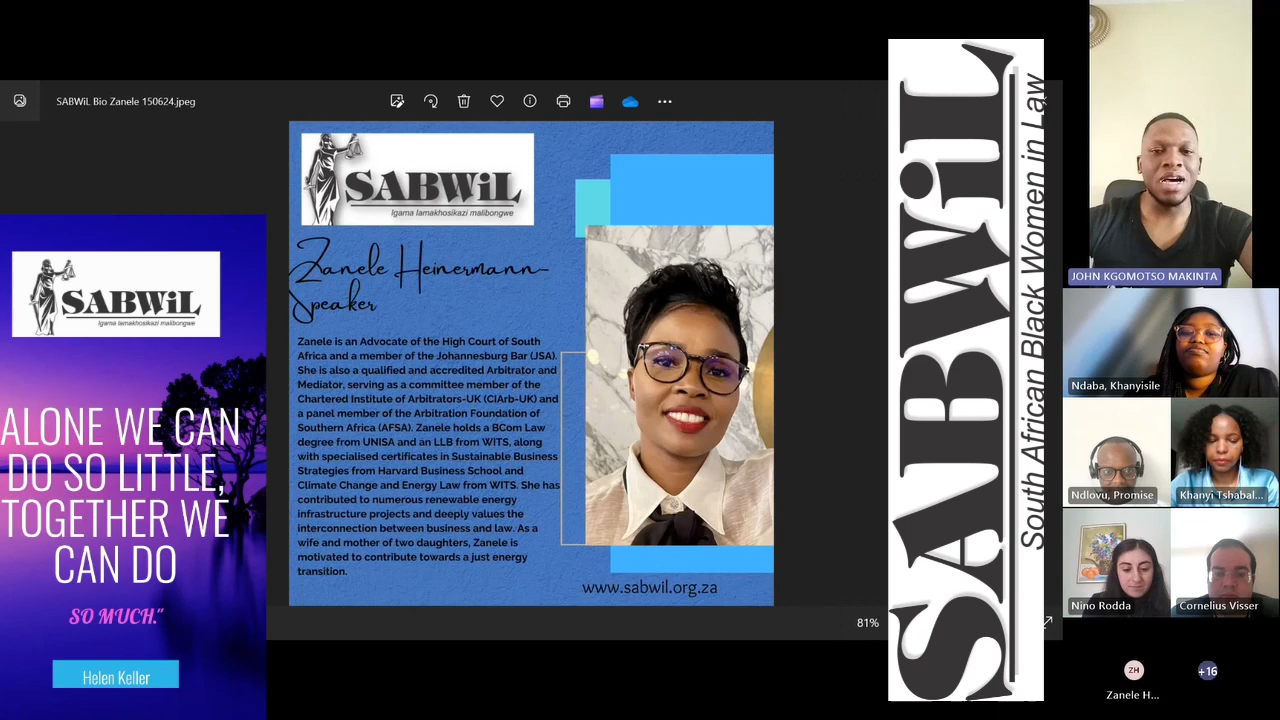 SABWiL Bio Zanele 150624.jpeg
SABWiL
Igama lamakhosikazi malibongwe
Zanele Heinermann-
Speaker
Zanele is an Advocate of the High Court of South
Africa and a member of the Johannesburg Bar (JSA).
She is also a qualified and accredited Arbitrator and
Mediator, serving as a committee member of the
Chartered Institute of Arbitrators-UK (CIArb-UK) and
a panel member of the Arbitration Foundation of
Southern Africa (AFSA). Zanele holds a BCom Law
degree from UNISA and an LLB from WITS, along
with specialised certificates in Sustainable Business
Strategies from Harvard Business School and
Climate Change and Energy Law from WITS. She has
contributed to numerous renewable energy
infrastructure projects and deeply values the
interconnection between business and law. As a
wife and mother of two daughters, Zanele is
motivated to contribute towards a just energy
transition.
www.sabwil.org.za
81%
SABWiL
Igama lamakhosikazi malibongwe
ALONE WE CAN
DO SO LITTLE,
TOGETHER WE
CAN DO
SO MUCH."
Helen Keller
SABWiL
South African Black Women in Law
JOHN KGOMOTSO MAKINTA
Ndaba, Khanyisile
Ndlovu, Promise
Khanyi Tshabal...
Nino Rodda
Cornelius Visser
ZH
+16
Zanele H...